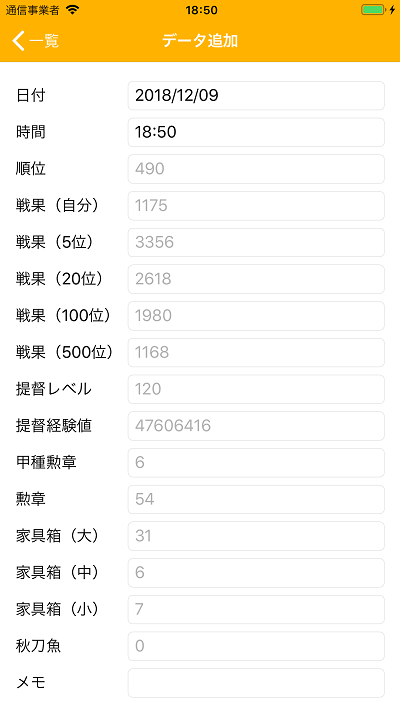 通信事業者 18:50
一覧 データ追加
日付 2018/12/09
時間 18:50
順位 490
戦果（自分） 1175
戦果（5位） 3356
戦果（20位） 2618
戦果（100位） 1980
戦果（500位） 1168
提督レベル 120
提督経験値 47606416
甲種勲章 6
勲章 54
家具箱（大） 31
家具箱（中） 6
家具箱（小） 7
秋刀魚 0
メモ